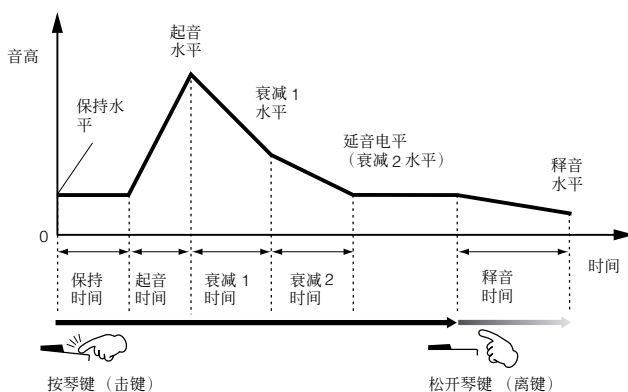 起音
水平
音高
保持水
平
衰减 1
水平
延音电平
（衰减 2 水平）
释音
水平
0
时间
保持
时间
起音
时间
衰减 1
时间
衰减 2
时间
释音
时间
按琴键（击键）
松开琴键（离键）